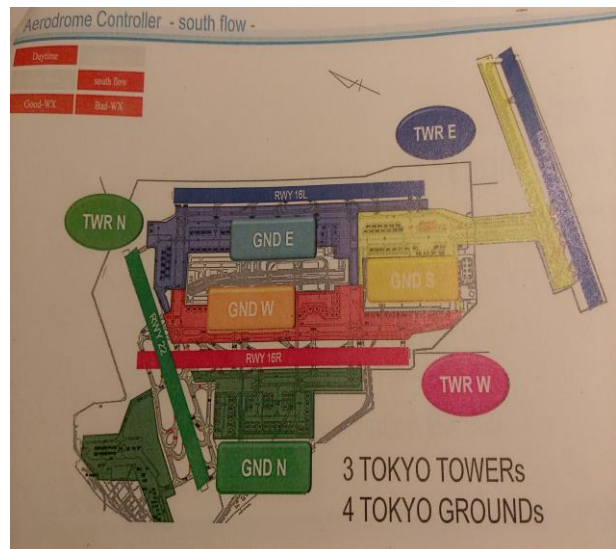 Aerodrome Controller - south flow -
Daytime
south flow
Good-WX
Bad-WX
TWR E
RWY 16L
TWR N
GND E
GND S
GND W
RWY 22
RWY 16R
TWR W
GND N
3 TOKYO TOWERs
4 TOKYO GROUNDs